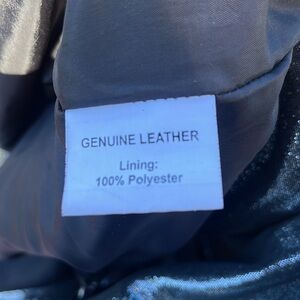 GENUINE LEATHER
Lining:
100% Polyester